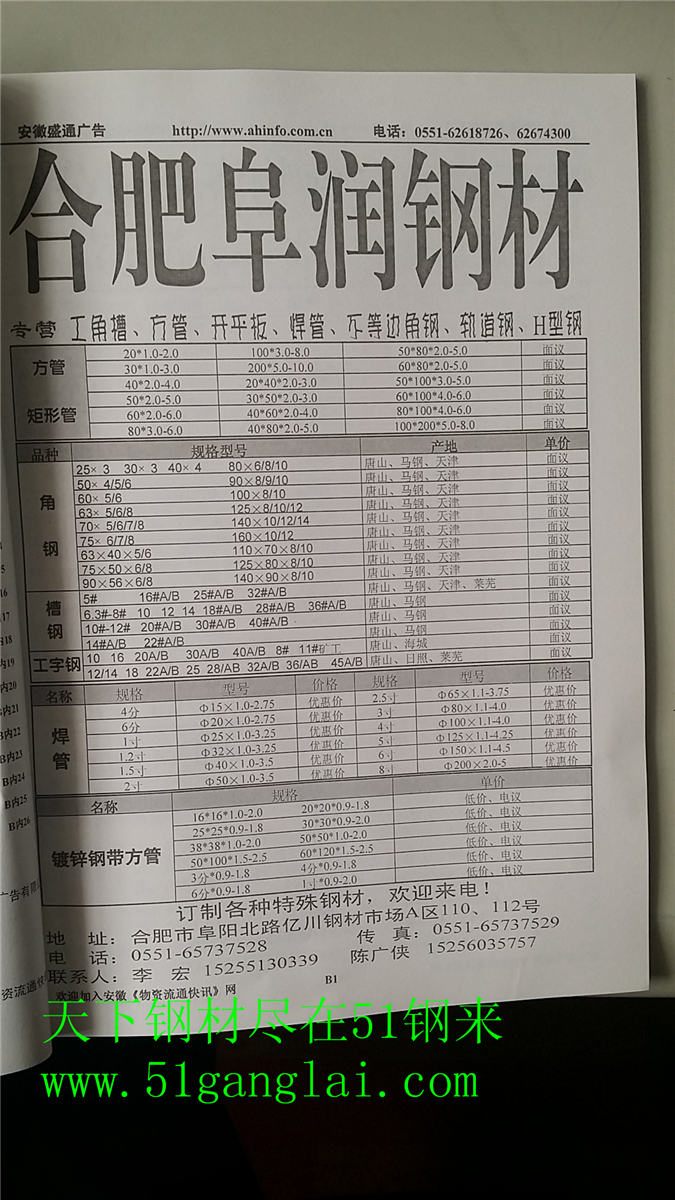 安徽盛通广告 http://www.ahinfo.com.cn 电话：0551-62618726、62674300
合肥阜润钢材
专营 工角槽、方管、开平板、焊管、不等边角钢、轨道钢、H型钢
方管 矩形管
20*1.0-2.0 100*3.0-8.0 50*80*2.0-5.0 面议
30*1.0-3.0 200*5.0-10.0 60*80*2.0-5.0 面议
40*2.0-4.0 20*40*2.0-3.0 50*100*3.0-5.0 面议
50*2.0-5.0 30*50*2.0-3.0 60*100*4.0-6.0 面议
60*2.0-6.0 40*60*2.0-4.0 80*100*4.0-6.0 面议
80*3.0-6.0 40*80*2.0-5.0 100*200*5.0-8.0 面议
品种 规格型号 产地 单价
角钢
25× 3 30× 3 40× 4 80×6/8/10 唐山、马钢、天津 面议
50× 4/5/6 90×8/9/10 唐山、马钢、天津 面议
60× 5/6 100×8/10 唐山、马钢、天津 面议
63× 5/6/8 125×8/10/12 唐山、马钢、天津 面议
70× 5/6/7/8 140×10/12/14 唐山、马钢、天津 面议
75× 6/7/8 160×10/12 唐山、马钢、天津 面议
63×40×5/6 110×70×8/10 唐山、马钢、天津 面议
75×50×6/8 125×80×8/10 唐山、马钢、天津 面议
90×56×6/8 140×90×8/10 唐山、马钢、天津 面议
槽钢
5# 16#A/B 25#A/B 32#A/B 唐山、马钢、天津、莱芜 面议
6.3#-8# 10 12 14 18#A/B 28#A/B 36#A/B 唐山、马钢 面议
10#-12# 20#A/B 30#A/B 40#A/B 唐山、马钢 面议
14#A/B 22#A/B 唐山、马钢 面议
工字钢
10 16 20A/B 30A/B 40A/B 8# 11#矿工 唐山、海城 面议
12/14 18 22A/B 25 28/AB 32A/B 36/AB 45A/B 唐山、日照、莱芜 面议
名称 规格 型号 价格 规格 型号 价格
焊管
4分 Φ15×1.0-2.75 优惠价 2.5寸 Φ65×1.1-3.75 优惠价
6分 Φ20×1.0-2.75 优惠价 3寸 Φ80×1.1-4.0 优惠价
1寸 Φ25×1.0-3.25 优惠价 4寸 Φ100×1.1-4.0 优惠价
1.2寸 Φ32×1.0-3.25 优惠价 5寸 Φ125×1.1-4.25 优惠价
1.5寸 Φ40×1.0-3.5 优惠价 6寸 Φ150×1.1-4.5 优惠价
2寸 Φ50×1.0-3.5 优惠价 8寸 Φ200×2.0-5 优惠价
名称 规格 单价
镀锌钢带方管
16*16*1.0-2.0 20*20*0.9-1.8 低价、电议
25*25*0.9-1.8 30*30*0.9-2.0 低价、电议
38*38*1.0-2.0 50*50*1.0-2.0 低价、电议
50*100*1.5-2.5 60*120*1.5-2.5 低价、电议
3分*0.9-1.8 4分*0.9-1.8 低价、电议
6分*0.9-1.8 1寸*0.9-2.0 低价、电议
订制各种特殊钢材，欢迎来电！
地 址：合肥市阜阳北路亿川钢材市场A区110、112号
电 话：0551-65737528 传 真：0551-65737529
联系人：李 宏 15255130339 陈广侠 15256035757
欢迎加入安徽《物资流通快讯》网 B1
B内21
B内22
B内23
B内24
B内25
B内26
天下钢材尽在51钢来
www.51ganglai.com